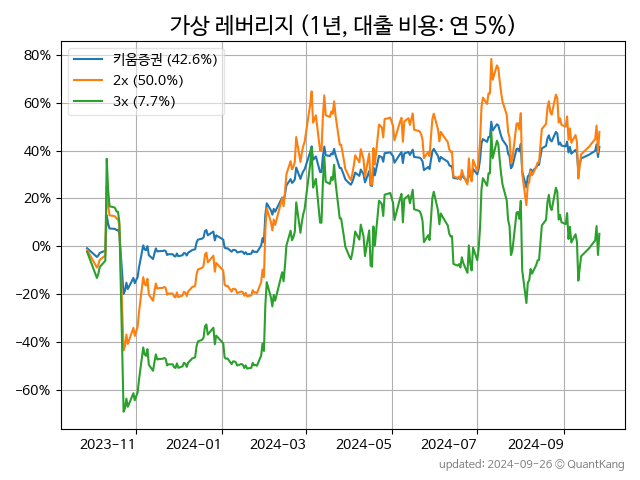 가상 레버리지 (1년, 대출 비용: 연 5%)
키움증권 (42.6%)
2x (50.0%)
3x (7.7%)
80%
60%
40%
20%
0%
−20%
−40%
−60%
2023-11
2024-01
2024-03
2024-05
2024-07
2024-09
updated: 2024-09-26 © QuantKang